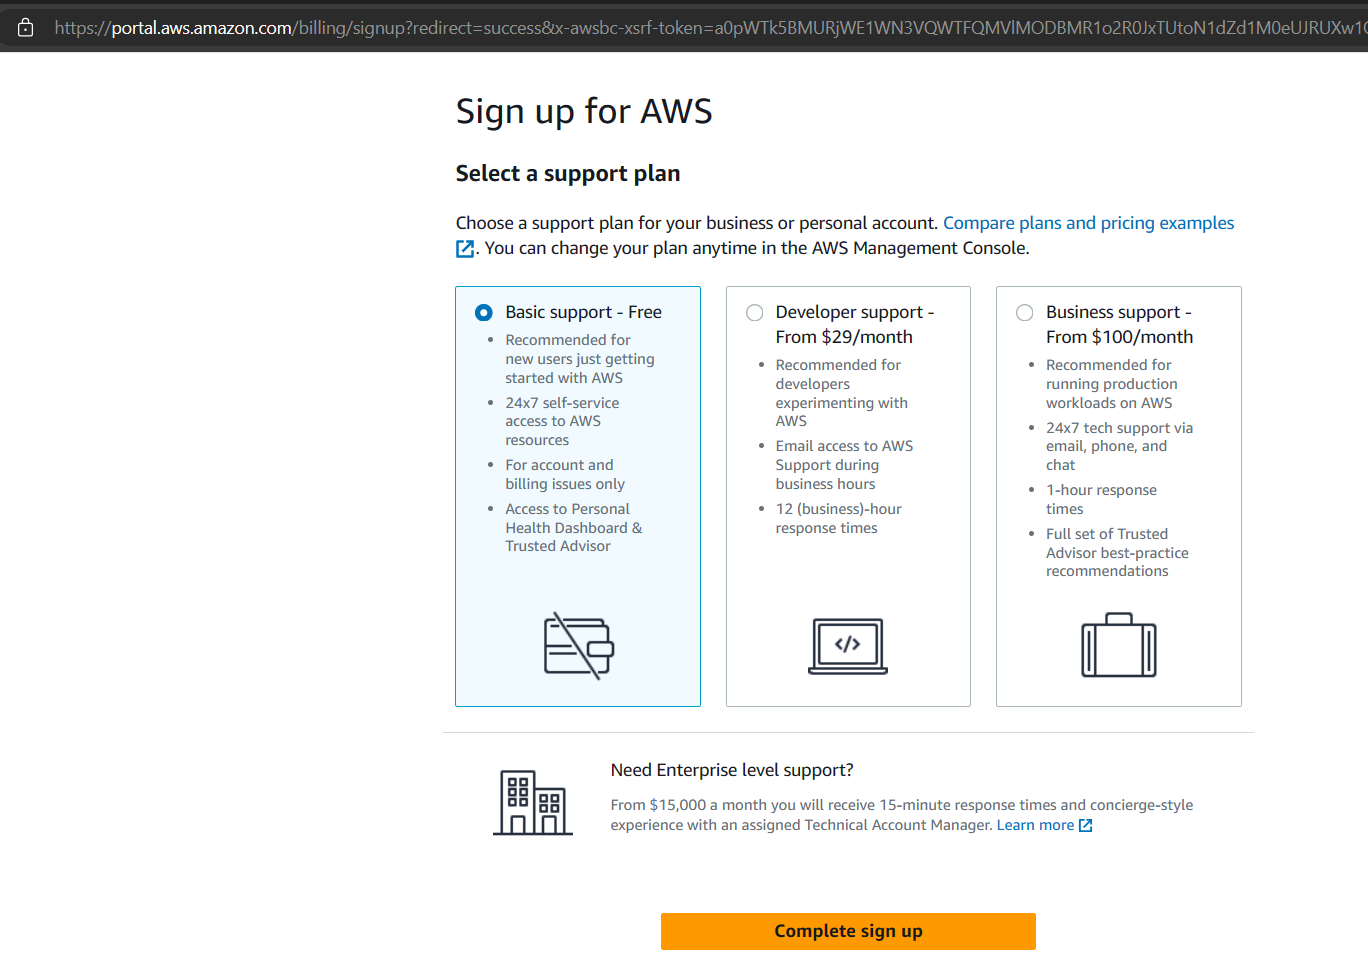 https://portal.aws.amazon.com/billing/signup?redirect=success&x-awsbc-xsrf-token=
Sign up for AWS
Select a support plan
Choose a support plan for your business or personal account. Compare plans and pricing examples
. You can change your plan anytime in the AWS Management Console.
Basic support - Free
• Recommended for
new users just getting
started with AWS
• 24x7 self-service
access to AWS
resources
• For account and
billing issues only
• Access to Personal
Health Dashboard &
Trusted Advisor
Developer support -
From $29/month
• Recommended for
developers
experimenting with
AWS
• Email access to AWS
Support during
business hours
• 12 (business)-hour
response times
</>
Business support -
From $100/month
• Recommended for
running production
workloads on AWS
• 24x7 tech support via
email, phone, and
chat
• 1-hour response
times
• Full set of Trusted
Advisor best-practice
recommendations
Need Enterprise level support?
From $15,000 a month you will receive 15-minute response times and concierge-style
experience with an assigned Technical Account Manager. Learn more
Complete sign up